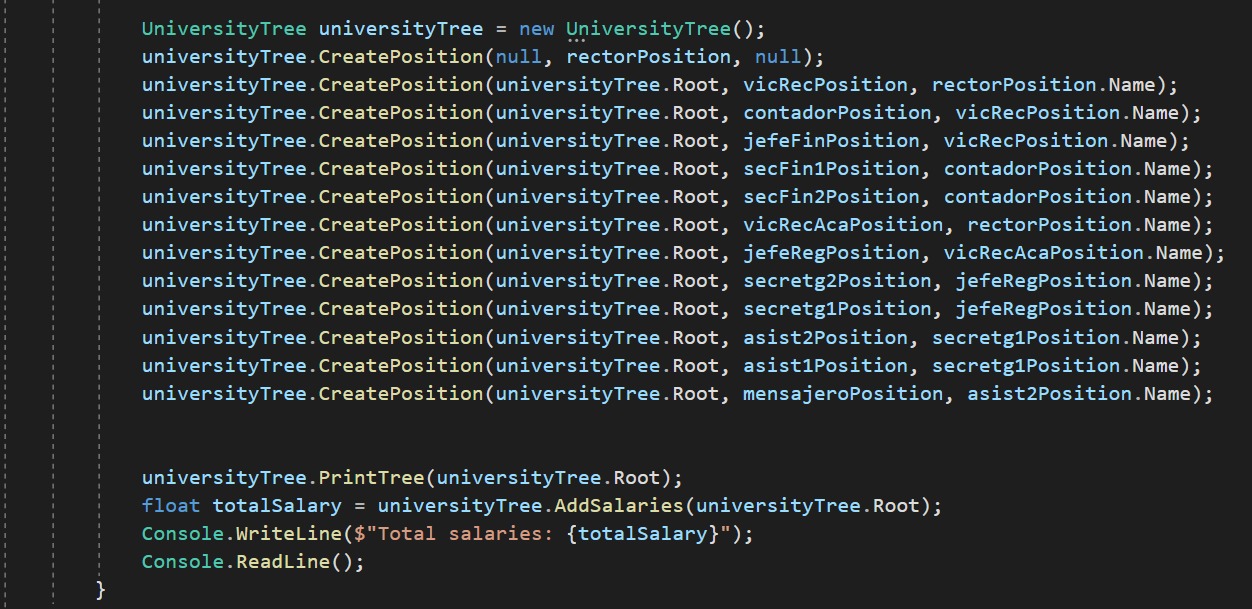 UniversityTree universityTree = new UniversityTree();
universityTree.CreatePosition(null, rectorPosition, null);
universityTree.CreatePosition(universityTree.Root, vicRecPosition, rectorPosition.Name);
universityTree.CreatePosition(universityTree.Root, contadorPosition, vicRecPosition.Name);
universityTree.CreatePosition(universityTree.Root, jefeFinPosition, vicRecPosition.Name);
universityTree.CreatePosition(universityTree.Root, secFin1Position, contadorPosition.Name);
universityTree.CreatePosition(universityTree.Root, secFin2Position, contadorPosition.Name);
universityTree.CreatePosition(universityTree.Root, vicRecAcaPosition, rectorPosition.Name);
universityTree.CreatePosition(universityTree.Root, jefeRegPosition, vicRecAcaPosition.Name);
universityTree.CreatePosition(universityTree.Root, secretg2Position, jefeRegPosition.Name);
universityTree.CreatePosition(universityTree.Root, secretg1Position, jefeRegPosition.Name);
universityTree.CreatePosition(universityTree.Root, asist2Position, secretg1Position.Name);
universityTree.CreatePosition(universityTree.Root, asist1Position, secretg1Position.Name);
universityTree.CreatePosition(universityTree.Root, mensajeroPosition, asist2Position.Name);
universityTree.PrintTree(universityTree.Root);
float totalSalary = universityTree.AddSalaries(universityTree.Root);
Console.WriteLine($"Total salaries: {totalSalary}");
Console.ReadLine();
}